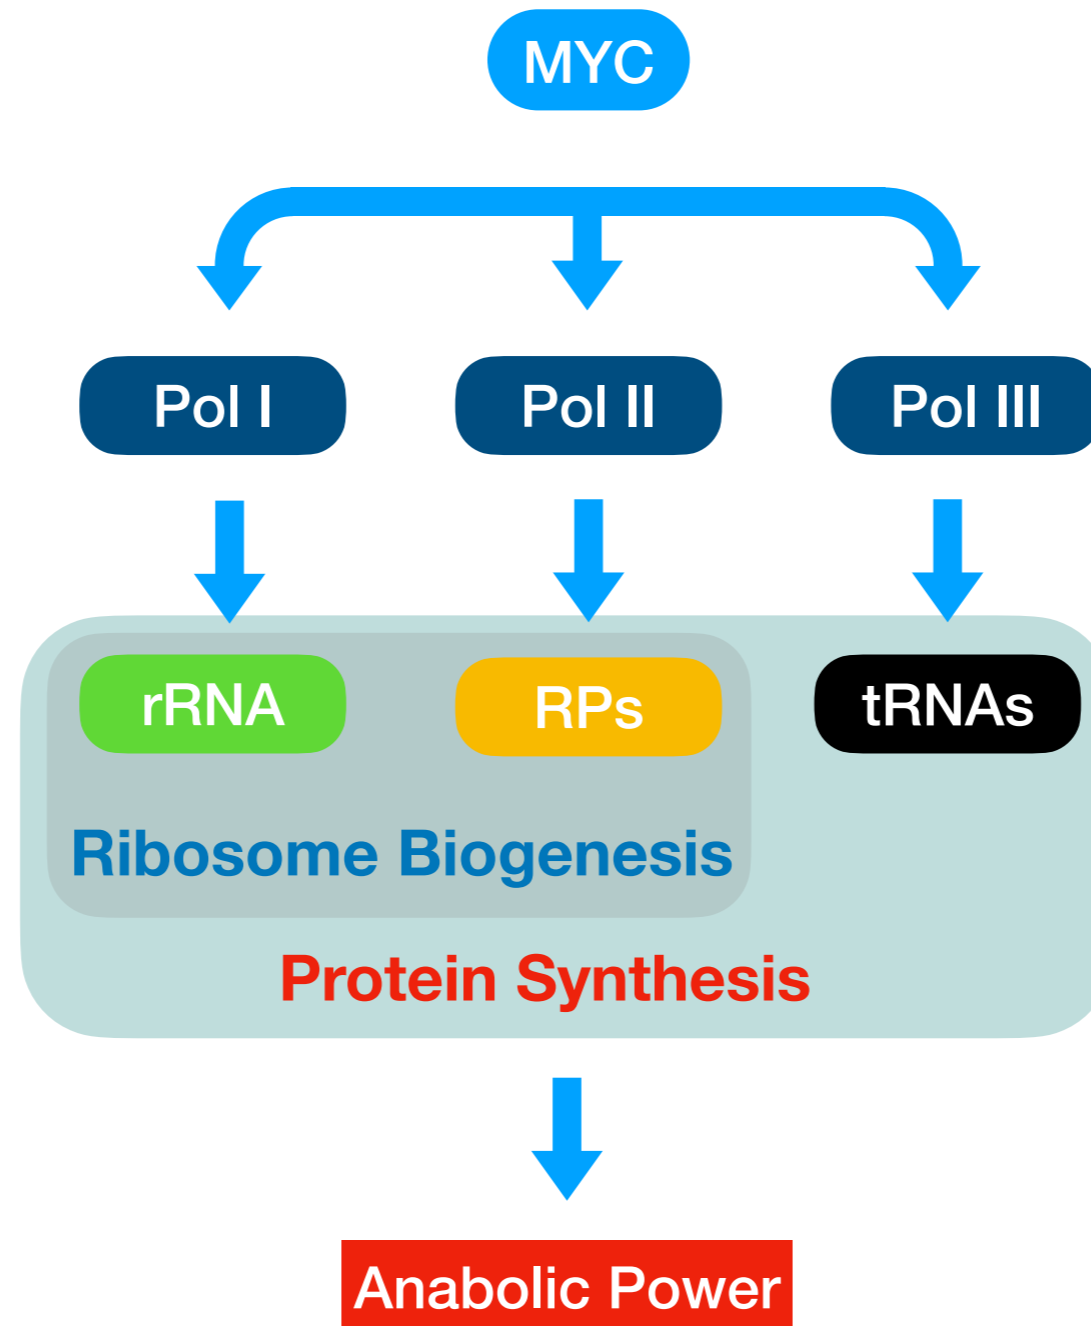 MYC
Pol I
Pol II
Pol III
rRNA
RPs
tRNAs
Ribosome Biogenesis
Protein Synthesis
Anabolic Power